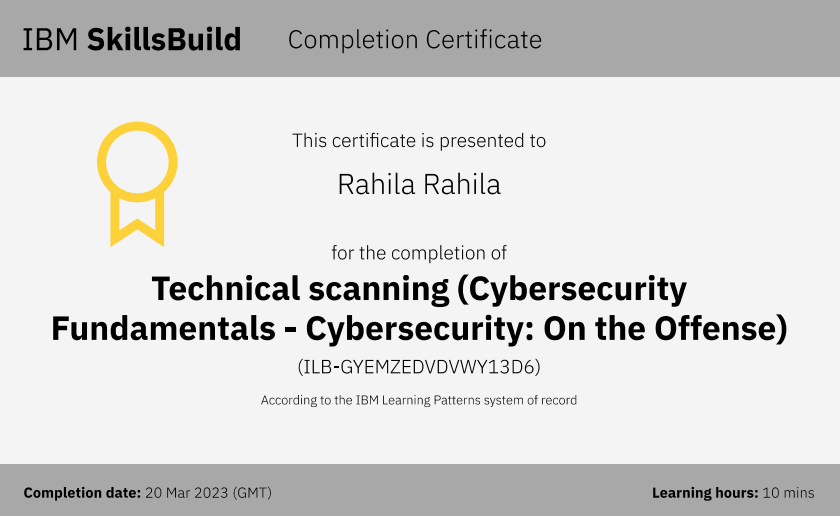 IBM SkillsBuild Completion Certificate
This certificate is presented to
Rahila Rahila
for the completion of
Technical scanning (Cybersecurity
Fundamentals - Cybersecurity: On the Offense)
(ILB-GYEMZEDVDVWY13D6)
According to the IBM Learning Patterns system of record
Completion date: 20 Mar 2023 (GMT)
Learning hours: 10 mins